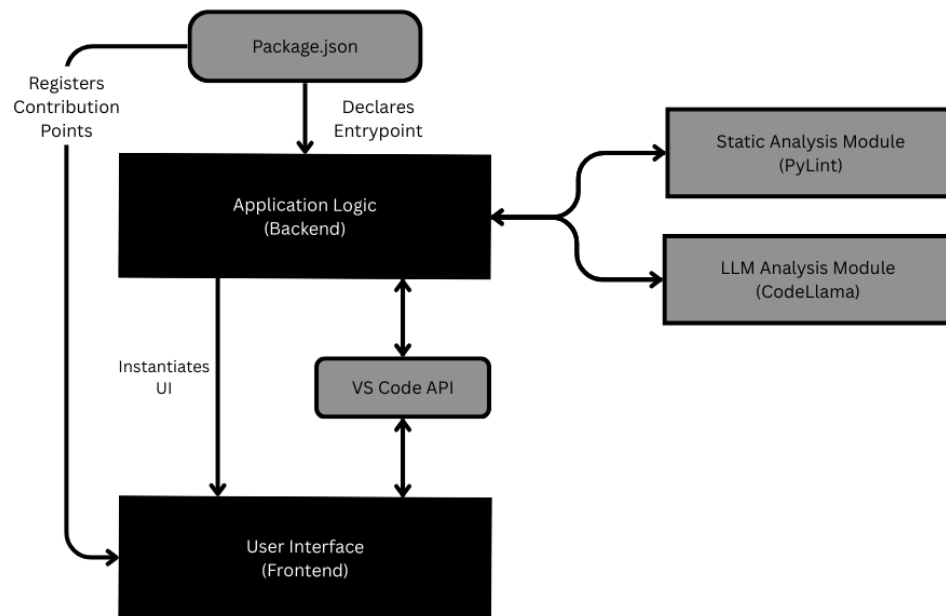 Package.json
Registers
Contribution
Points
Declares
Entrypoint
Static Analysis Module
(PyLint)
Application Logic
(Backend)
LLM Analysis Module
(CodeLlama)
Instantiates
UI
VS Code API
User Interface
(Frontend)